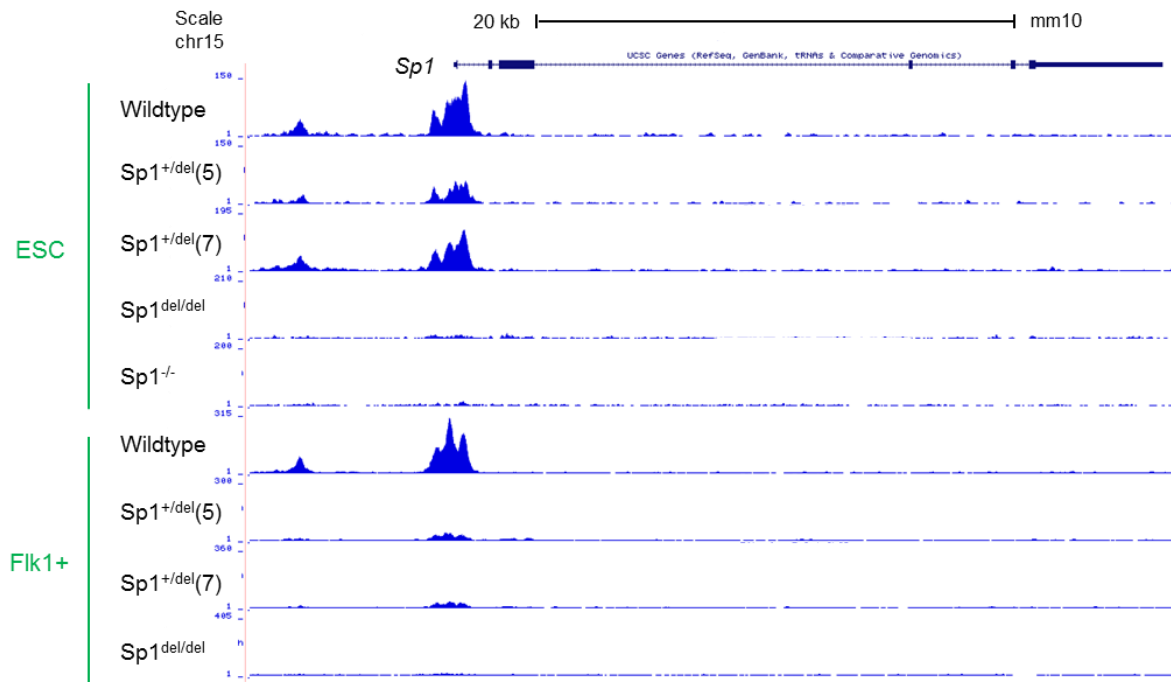 Scale
chr15
20 kb
mm10
UCSC Genes (RefSeq, GenBank, tRNAs & Comparative Genomics)
Sp1
ESC
150 _
Wildtype
1 _
150 _
Sp1+/del(5)
1 _
195 _
Sp1+/del(7)
1 _
210 _
Sp1del/del
1 _
200 _
Sp1-/-
1 _
Flk1+
315 _
Wildtype
1 _
300 _
Sp1+/del(5)
1 _
360 _
Sp1+/del(7)
1 _
405 _
Sp1del/del
1 _